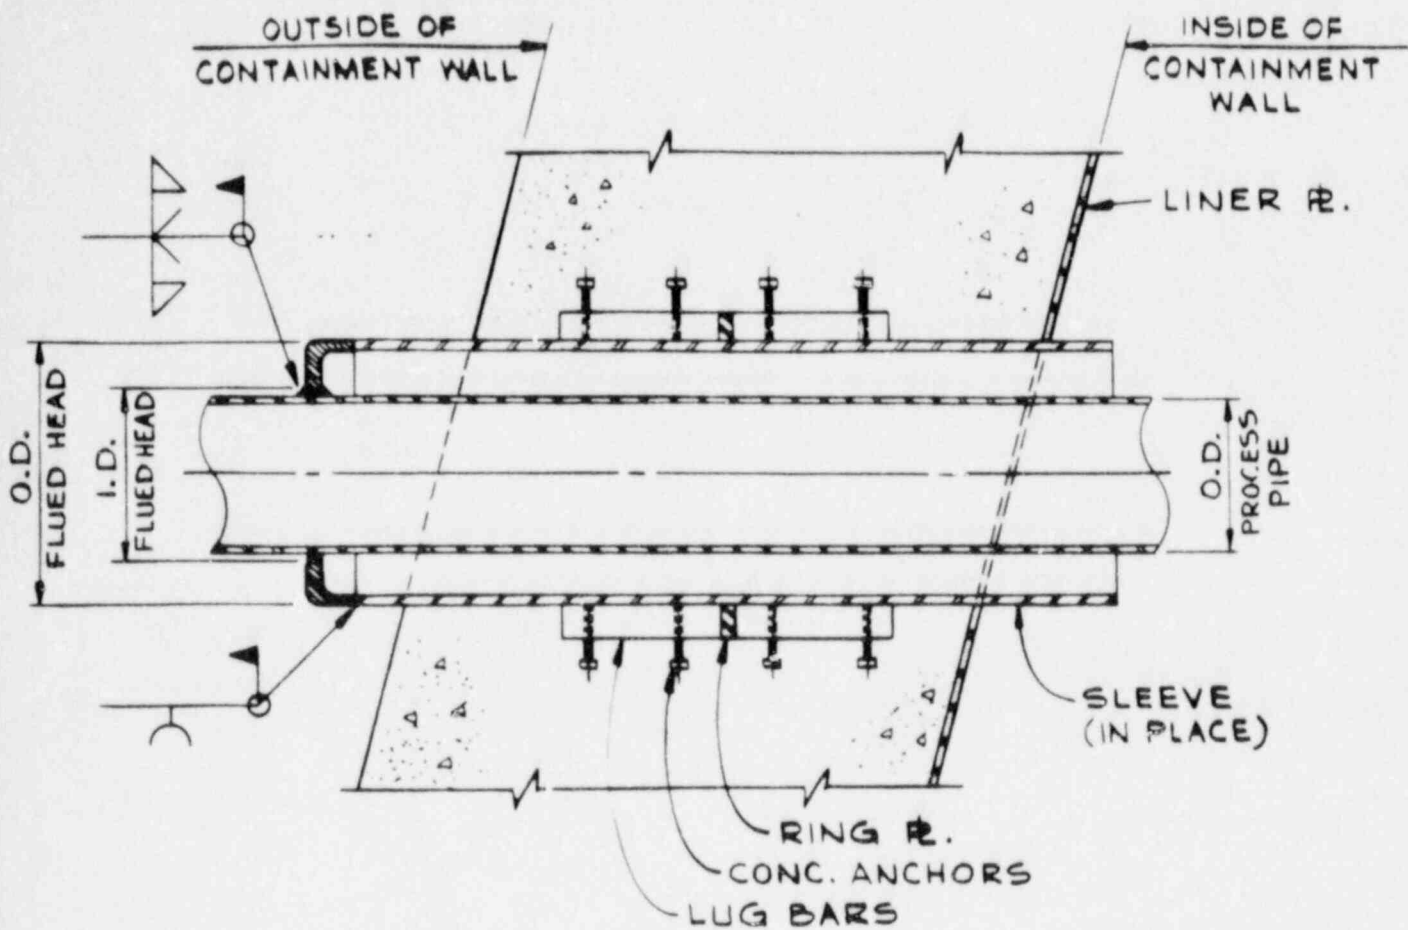 OUTSIDE OF
CONTAINMENT WALL
INSIDE OF
CONTAINMENT
WALL
LINER ⅊.
O.D.
FLUED HEAD
I.D.
FLUED HEAD
O.D.
PROCESS
PIPE
SLEEVE
(IN PLACE)
RING ⅊.
CONC. ANCHORS
LUG BARS